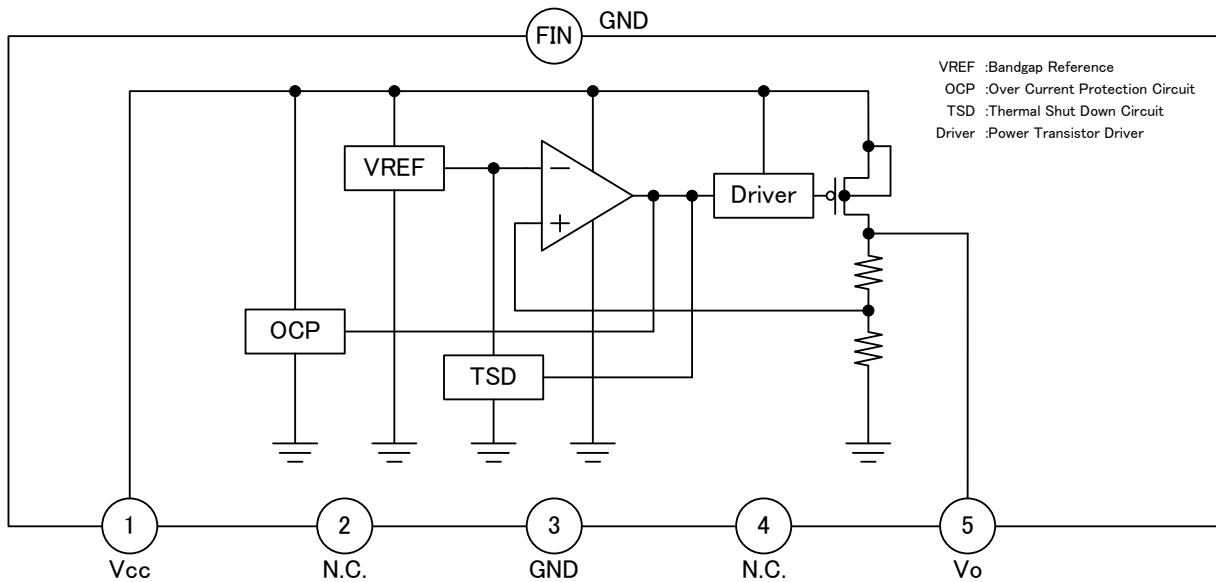 FIN GND
VREF :Bandgap Reference
OCP :Over Current Protection Circuit
TSD :Thermal Shut Down Circuit
Driver :Power Transistor Driver
VREF
−
Driver
+
OCP
TSD
1 2 3 4 5
Vcc N.C. GND N.C. Vo